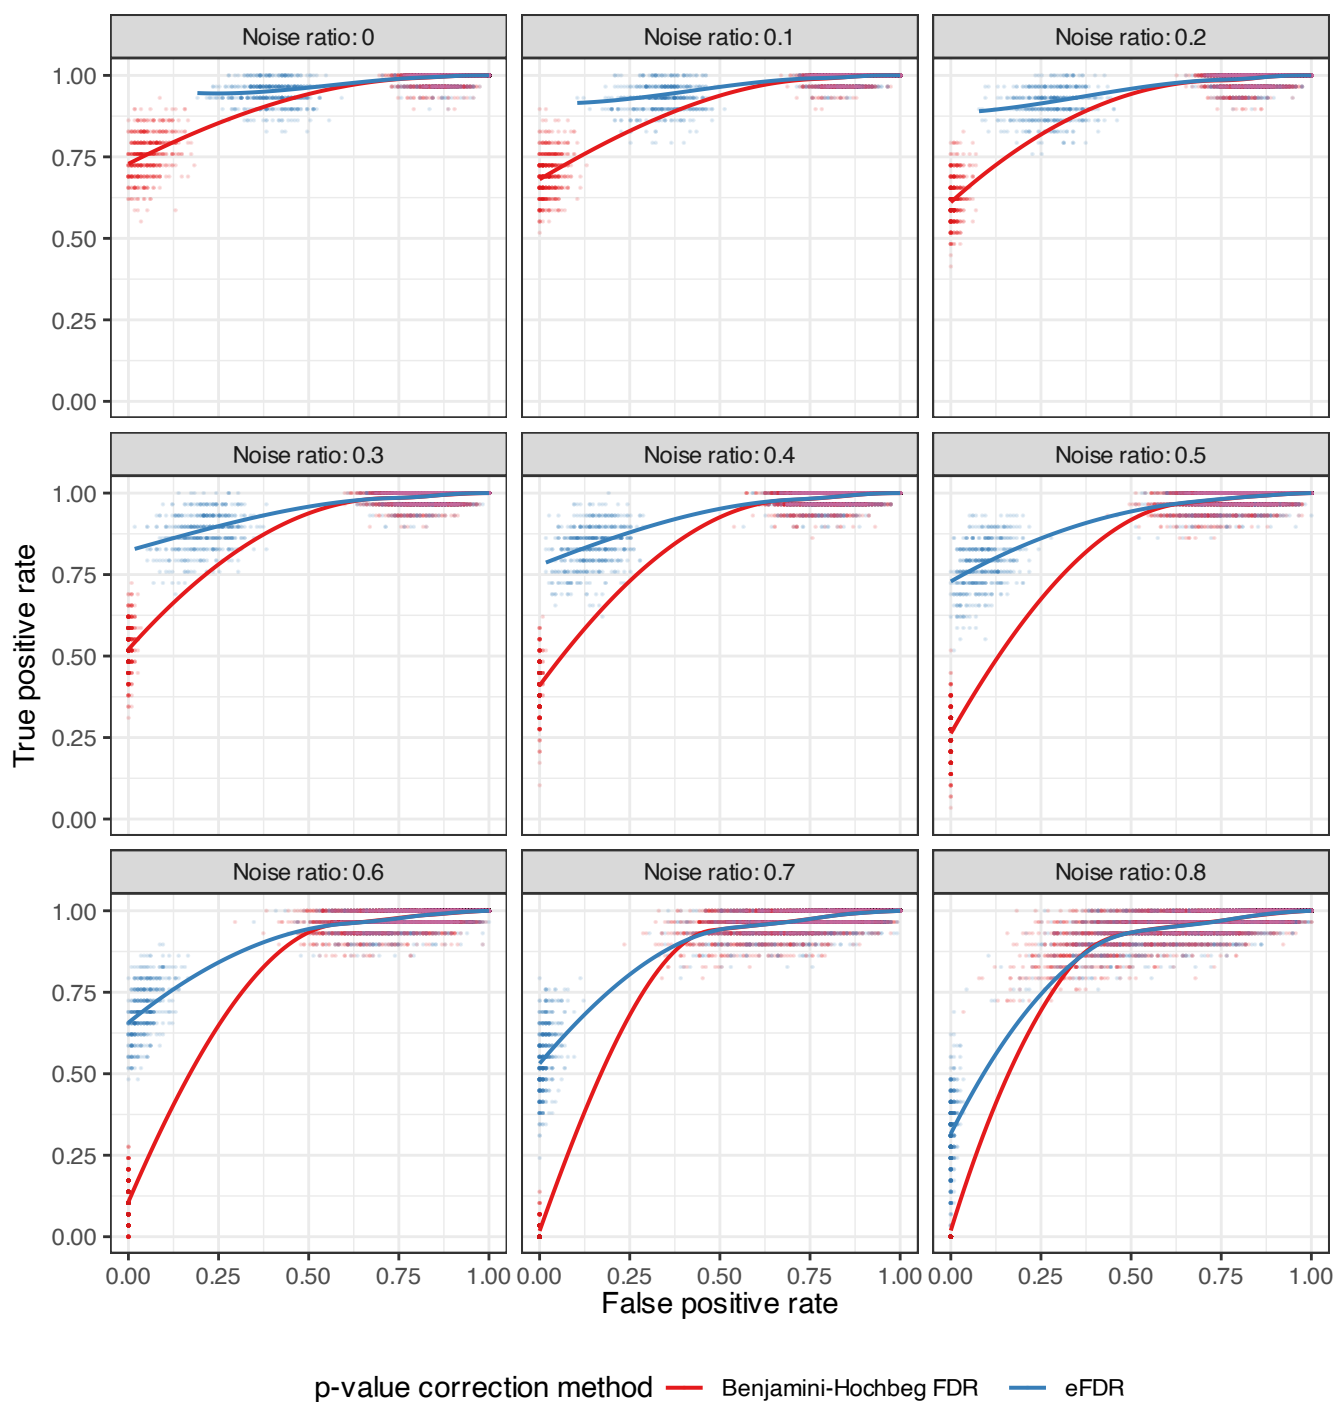 Noise ratio: 0
Noise ratio: 0.1
Noise ratio: 0.2
1.00
0.75
0.50
0.25
0.00
Noise ratio: 0.3
Noise ratio: 0.4
Noise ratio: 0.5
1.00
0.75
0.50
0.25
0.00
True positive rate
Noise ratio: 0.6
Noise ratio: 0.7
Noise ratio: 0.8
1.00
0.75
0.50
0.25
0.00
0.00 0.25 0.50 0.75 1.00 0.00 0.25 0.50 0.75 1.00 0.00 0.25 0.50 0.75 1.00
False positive rate
p-value correction method Benjamini-Hochbeg FDR eFDR